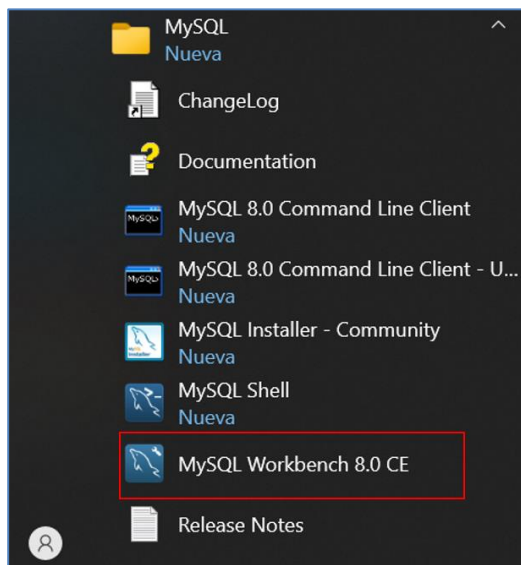 MySQL
Nueva
ChangeLog
Documentation
MySQL 8.0 Command Line Client
Nueva
MySQL 8.0 Command Line Client - U...
Nueva
MySQL Installer - Community
Nueva
MySQL Shell
Nueva
MySQL Workbench 8.0 CE
Release Notes